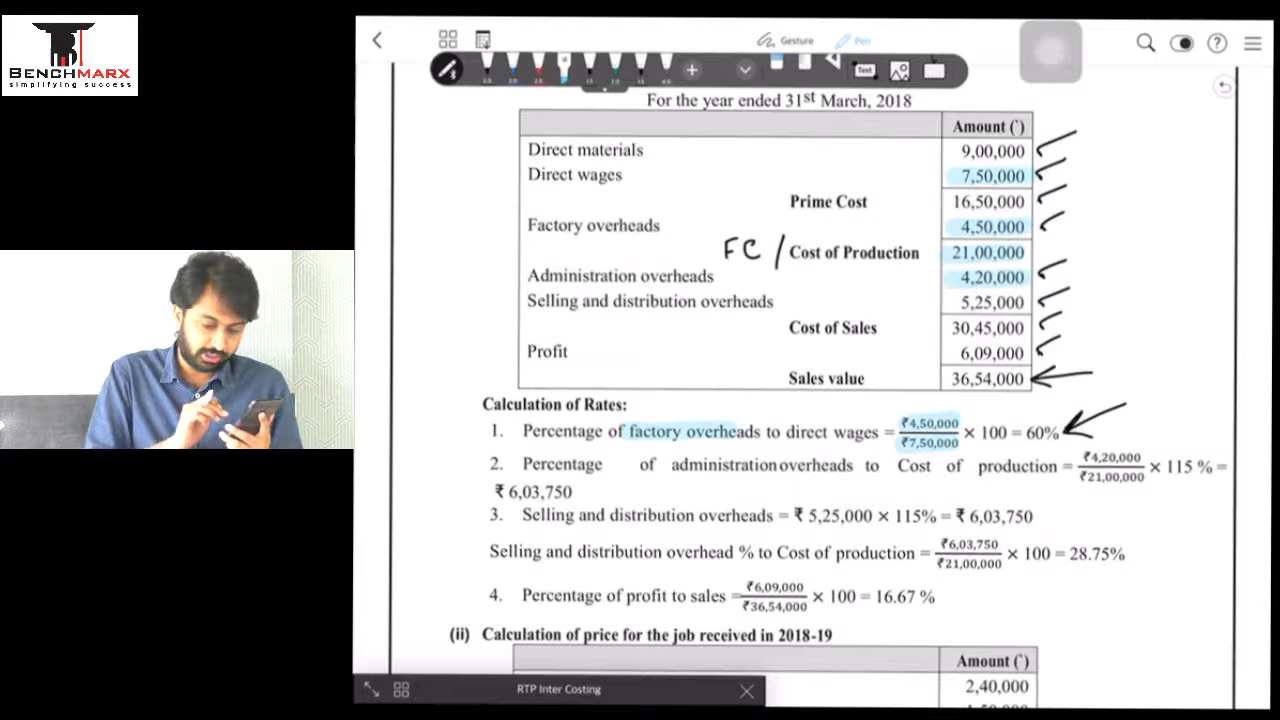 BENCHMARX
simplifying success
Gesture
Pen
Text
For the year ended 31st March, 2018
Amount (`)
Direct materials 9,00,000
Direct wages 7,50,000
Prime Cost 16,50,000
Factory overheads 4,50,000
FC / Cost of Production 21,00,000
Administration overheads 4,20,000
Selling and distribution overheads 5,25,000
Cost of Sales 30,45,000
Profit 6,09,000
Sales value 36,54,000
Calculation of Rates:
1. Percentage of factory overheads to direct wages = ₹4,50,000/₹7,50,000 × 100 = 60%
2. Percentage of administration overheads to Cost of production = ₹4,20,000/₹21,00,000 × 115 % =
₹ 6,03,750
3. Selling and distribution overheads = ₹ 5,25,000 × 115% = ₹ 6,03,750
Selling and distribution overhead % to Cost of production = ₹6,03,750/₹21,00,000 × 100 = 28.75%
4. Percentage of profit to sales = ₹6,09,000/₹36,54,000 × 100 = 16.67 %
(ii) Calculation of price for the job received in 2018-19
Amount (`)
2,40,000
RTP Inter Costing